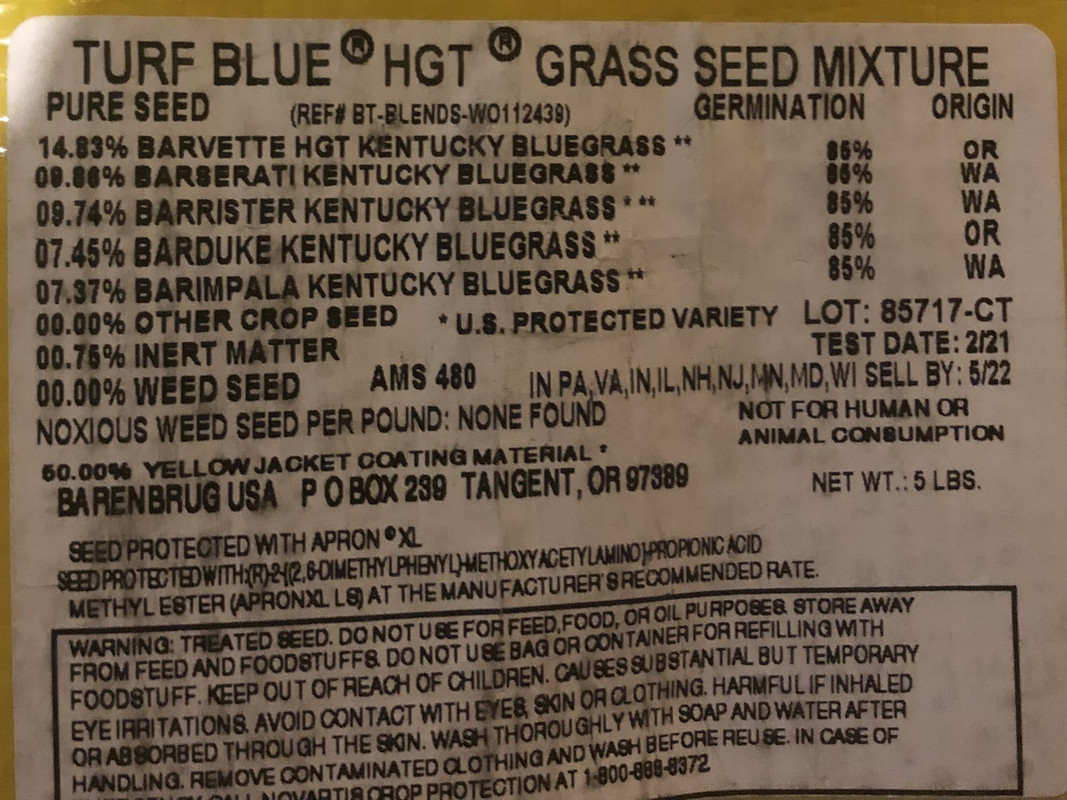 TURF BLUE ® HGT ® GRASS SEED MIXTURE
PURE SEED (REF# BT-BLENDS-WO112439) GERMINATION ORIGIN
14.83% BARVETTE HGT KENTUCKY BLUEGRASS ** 85% OR
09.86% BARSERATI KENTUCKY BLUEGRASS ** 85% WA
09.74% BARRISTER KENTUCKY BLUEGRASS * ** 85% WA
07.45% BARDUKE KENTUCKY BLUEGRASS ** 85% OR
07.37% BARIMPALA KENTUCKY BLUEGRASS ** 85% WA
00.00% OTHER CROP SEED * U.S. PROTECTED VARIETY LOT: 85717-CT
00.75% INERT MATTER TEST DATE: 2/21
00.00% WEED SEED AMS 480 IN PA,VA,IN,IL,NH,NJ,MN,MD,WI SELL BY: 5/22
NOXIOUS WEED SEED PER POUND: NONE FOUND NOT FOR HUMAN OR
ANIMAL CONSUMPTION
50.00% YELLOW JACKET COATING MATERIAL *
BARENBRUG USA P O BOX 239 TANGENT, OR 97389 NET WT.: 5 LBS.
SEED PROTECTED WITH APRON ® XL
SEED PROTECTED WITH:(R)-2-[(2,6-DIMETHYLPHENYL)-METHOXYACETYLAMINO]-PROPIONIC ACID
METHYL ESTER (APRONXL LS) AT THE MANUFACTURER'S RECOMMENDED RATE.
WARNING: TREATED SEED. DO NOT USE FOR FEED, FOOD, OR OIL PURPOSES. STORE AWAY
FROM FEED AND FOODSTUFFS. DO NOT USE BAG OR CONTAINER FOR REFILLING WITH
FOODSTUFF. KEEP OUT OF REACH OF CHILDREN. CAUSES SUBSTANTIAL BUT TEMPORARY
EYE IRRITATIONS. AVOID CONTACT WITH EYES, SKIN OR CLOTHING. HARMFUL IF INHALED
OR ABSORBED THROUGH THE SKIN. WASH THOROUGHLY WITH SOAP AND WATER AFTER
HANDLING. REMOVE CONTAMINATED CLOTHING AND WASH BEFORE REUSE. IN CASE OF
CALL NOVARTIS CROP PROTECTION AT 1-800-888-8372